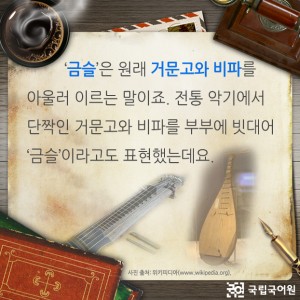 '금슬'은 원래 거문고와 비파를
아울러 이르는 말이죠. 전통 악기에서
단짝인 거문고와 비파를 부부에 빗대어
'금슬'이라고도 표현했는데요.
사진 출처: 위키피디아(www.wikipedia.org),
국립국어원